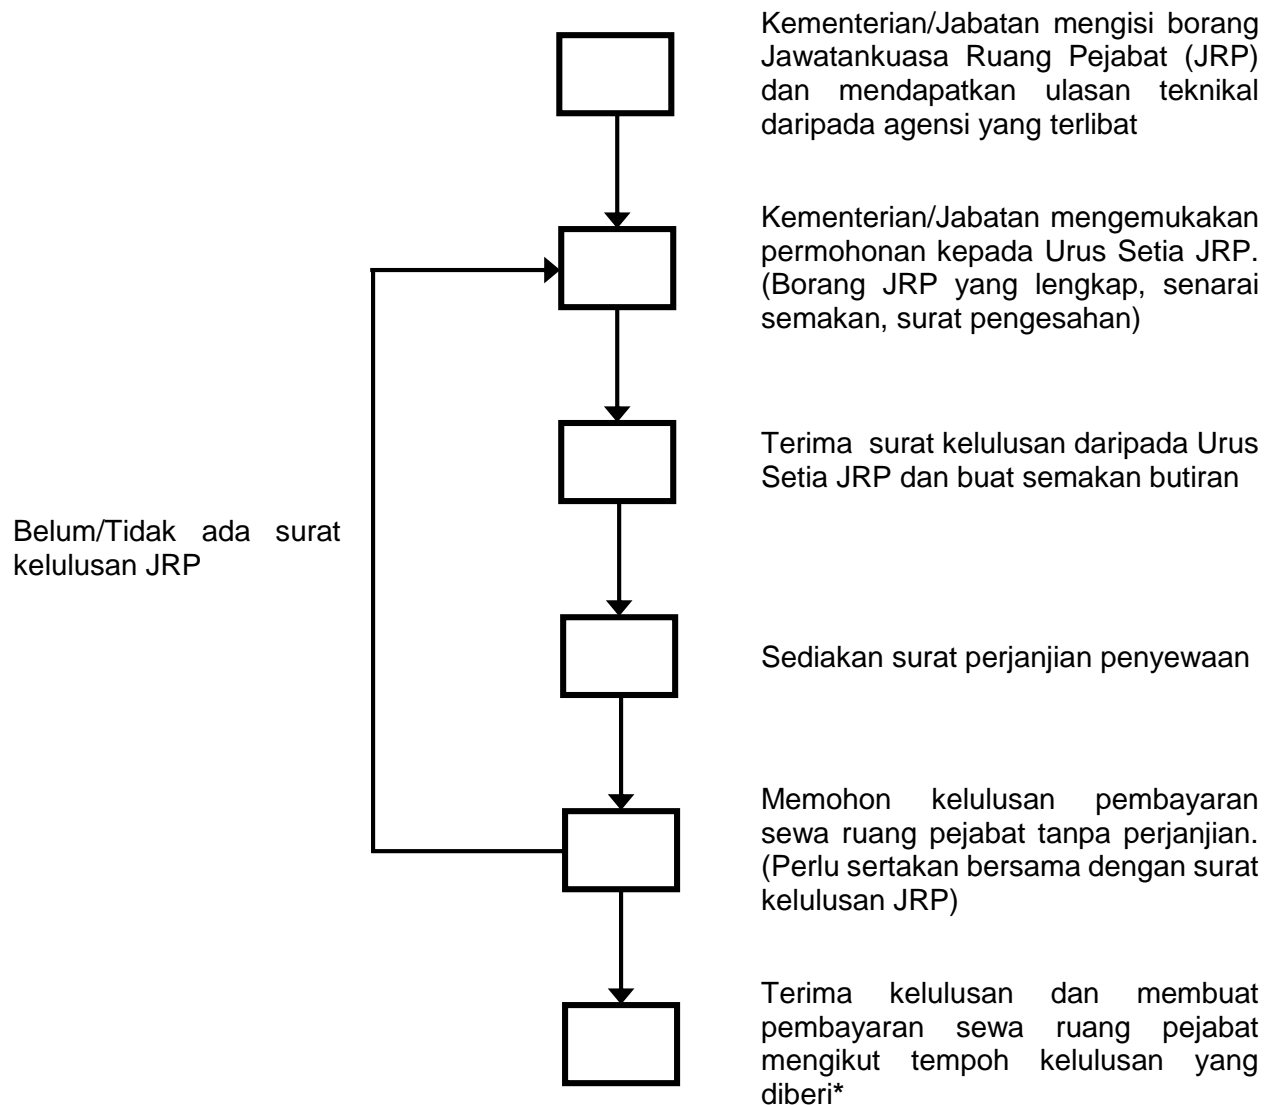 Kementerian/Jabatan mengisi borang
Jawatankuasa Ruang Pejabat (JRP)
dan mendapatkan ulasan teknikal
daripada agensi yang terlibat
Kementerian/Jabatan mengemukakan
permohonan kepada Urus Setia JRP.
(Borang JRP yang lengkap, senarai
semakan, surat pengesahan)
Terima surat kelulusan daripada Urus
Setia JRP dan buat semakan butiran
Belum/Tidak ada surat
kelulusan JRP
Sediakan surat perjanjian penyewaan
Memohon kelulusan pembayaran
sewa ruang pejabat tanpa perjanjian.
(Perlu sertakan bersama dengan surat
kelulusan JRP)
Terima kelulusan dan membuat
pembayaran sewa ruang pejabat
mengikut tempoh kelulusan yang
diberi*